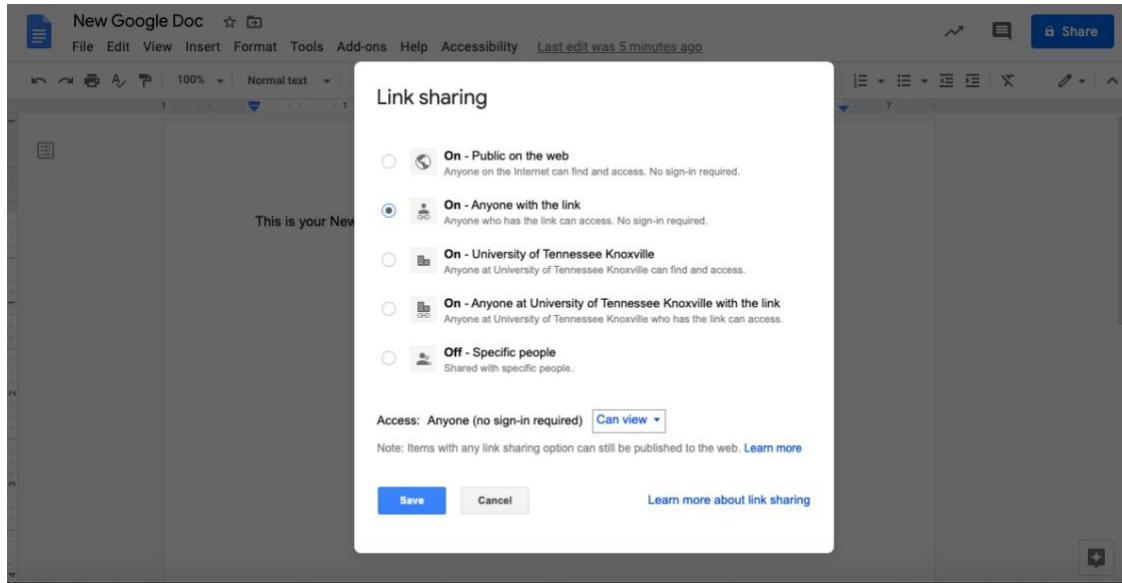 New Google Doc
File Edit View Insert Format Tools Add-ons Help Accessibility Last edit was 5 minutes ago
Share
100% Normal text
1 1 7
Link sharing
On - Public on the web
Anyone on the Internet can find and access. No sign-in required.
On - Anyone with the link
Anyone who has the link can access. No sign-in required.
This is your New
On - University of Tennessee Knoxville
Anyone at University of Tennessee Knoxville can find and access.
On - Anyone at University of Tennessee Knoxville with the link
Anyone at University of Tennessee Knoxville who has the link can access.
Off - Specific people
Shared with specific people.
Access: Anyone (no sign-in required) Can view
Note: Items with any link sharing option can still be published to the web. Learn more
Save Cancel Learn more about link sharing